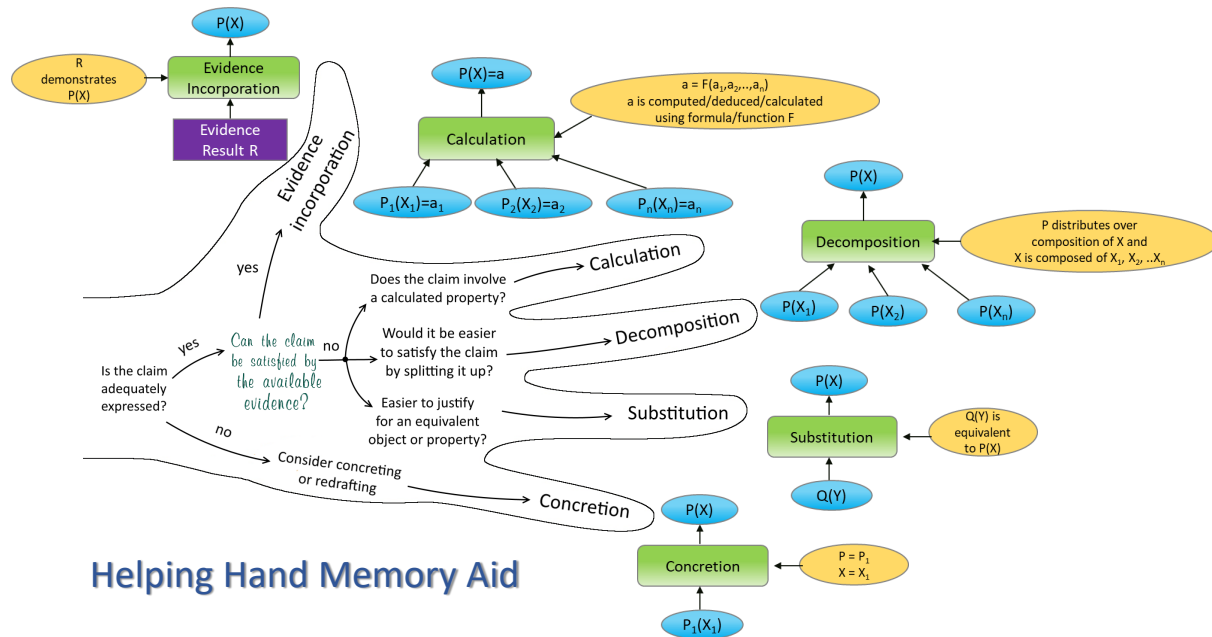 P(X)
R
demonstrates
P(X)
Evidence
Incorporation
Evidence
Result R
P(X)=a
a = F(a₁,a₂,..,aₙ)
a is computed/deduced/calculated
using formula/function F
Calculation
P₁(X₁)=a₁
P₂(X₂)=a₂
Pₙ(Xₙ)=aₙ
P(X)
Decomposition
P distributes over
composition of X and
X is composed of X₁, X₂, ..Xₙ
P(X₁)
P(X₂)
P(Xₙ)
Evidence
incorporation
yes
Does the claim involve
a calculated property?
Calculation
Is the claim
adequately
expressed?
yes
Can the claim
be satisfied by
the available
evidence?
no
Would it be easier
to satisfy the claim
by splitting it up?
Decomposition
Easier to justify
for an equivalent
object or property?
Substitution
no
Consider concreting
or redrafting
Concretion
P(X)
Substitution
Q(Y) is
equivalent
to P(X)
Q(Y)
P(X)
Concretion
P = P₁
X = X₁
P₁(X₁)
Helping Hand Memory Aid